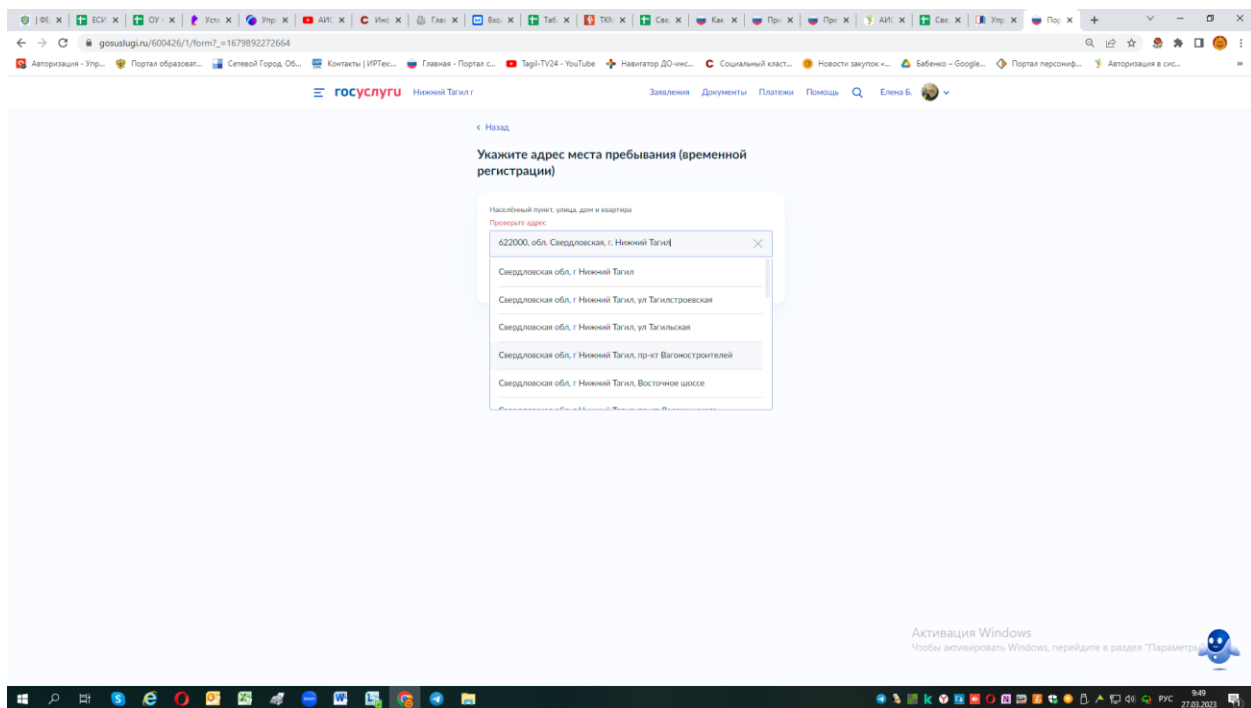 gosuslugi.ru/600426/1/form?_=1679892272664
Авторизация - Упр...
Портал образоват...
Сетевой Город. Об...
Контакты | ИРТех...
Главная - Портал с...
Tagil-TV24 - YouTube
Навигатор ДО-инс...
Социальный класт...
Новости закупок «...
Бабенко – Google...
Портал персониф...
Авторизация в сис...
госуслуги Нижний Тагил г
Заявления Документы Платежи Помощь Елена Б.
Назад
Укажите адрес места пребывания (временной
регистрации)
Населённый пункт, улица, дом и квартира
Проверьте адрес
622000, обл. Свердловская, г. Нижний Тагил
Свердловская обл, г Нижний Тагил
Свердловская обл, г Нижний Тагил, ул Тагилстроевская
Свердловская обл, г Нижний Тагил, ул Тагильская
Свердловская обл, г Нижний Тагил, пр-кт Вагоностроителей
Свердловская обл, г Нижний Тагил, Восточное шоссе
Активация Windows
Чтобы активировать Windows, перейдите в раздел "Параметры
РУС
9:49
27.03.2023